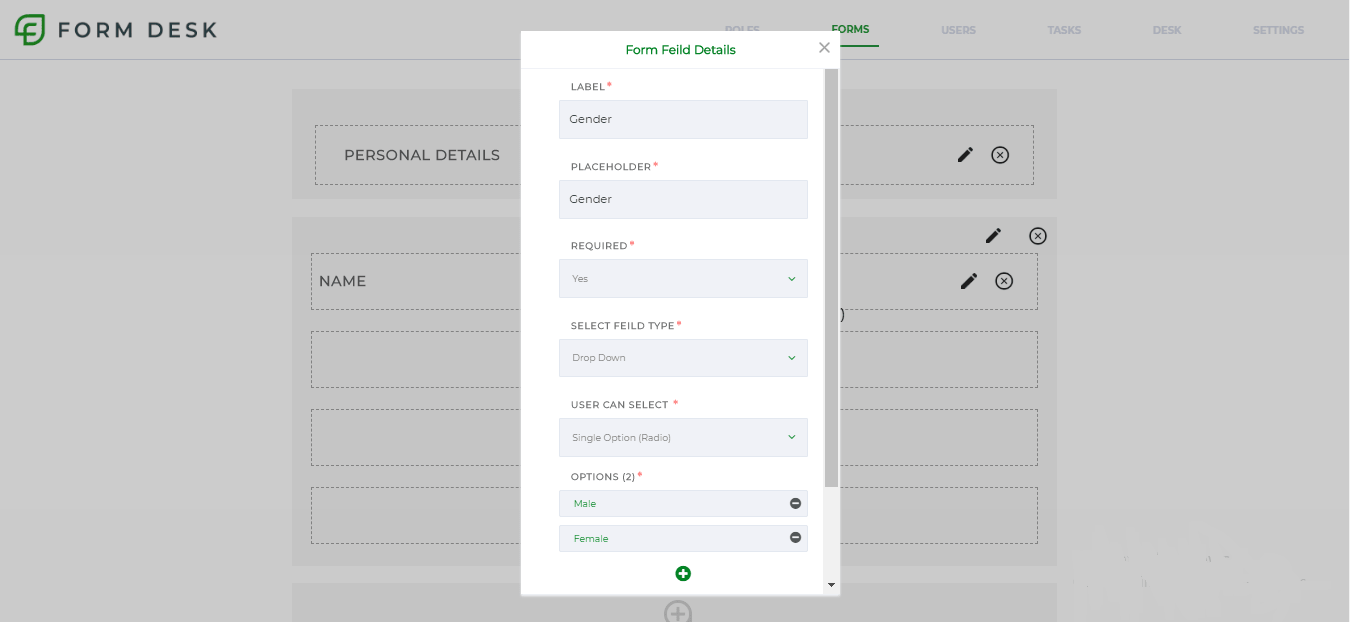 FORM DESK
ROLES FORMS USERS TASKS DESK SETTINGS
Form Feild Details
LABEL*
Gender
PERSONAL DETAILS
PLACEHOLDER*
Gender
REQUIRED*
Yes
NAME
)
SELECT FEILD TYPE*
Drop Down
USER CAN SELECT *
Single Option (Radio)
OPTIONS (2)*
Male
Female